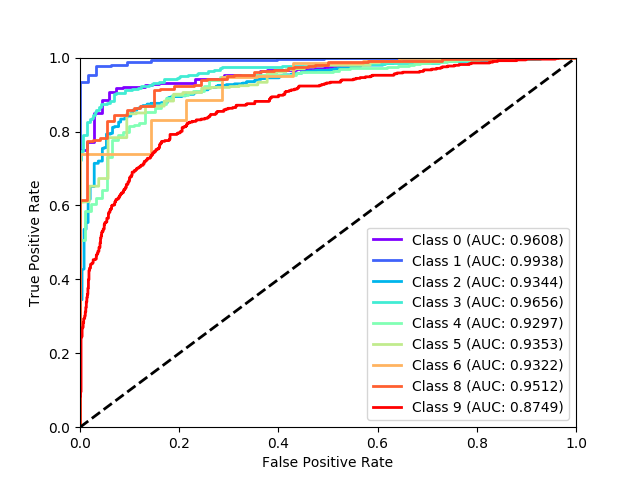 1.0
0.8
0.6
0.4
0.2
0.0
True Positive Rate
Class 0 (AUC: 0.9608)
Class 1 (AUC: 0.9938)
Class 2 (AUC: 0.9344)
Class 3 (AUC: 0.9656)
Class 4 (AUC: 0.9297)
Class 5 (AUC: 0.9353)
Class 6 (AUC: 0.9322)
Class 8 (AUC: 0.9512)
Class 9 (AUC: 0.8749)
0.0 0.2 0.4 0.6 0.8 1.0
False Positive Rate